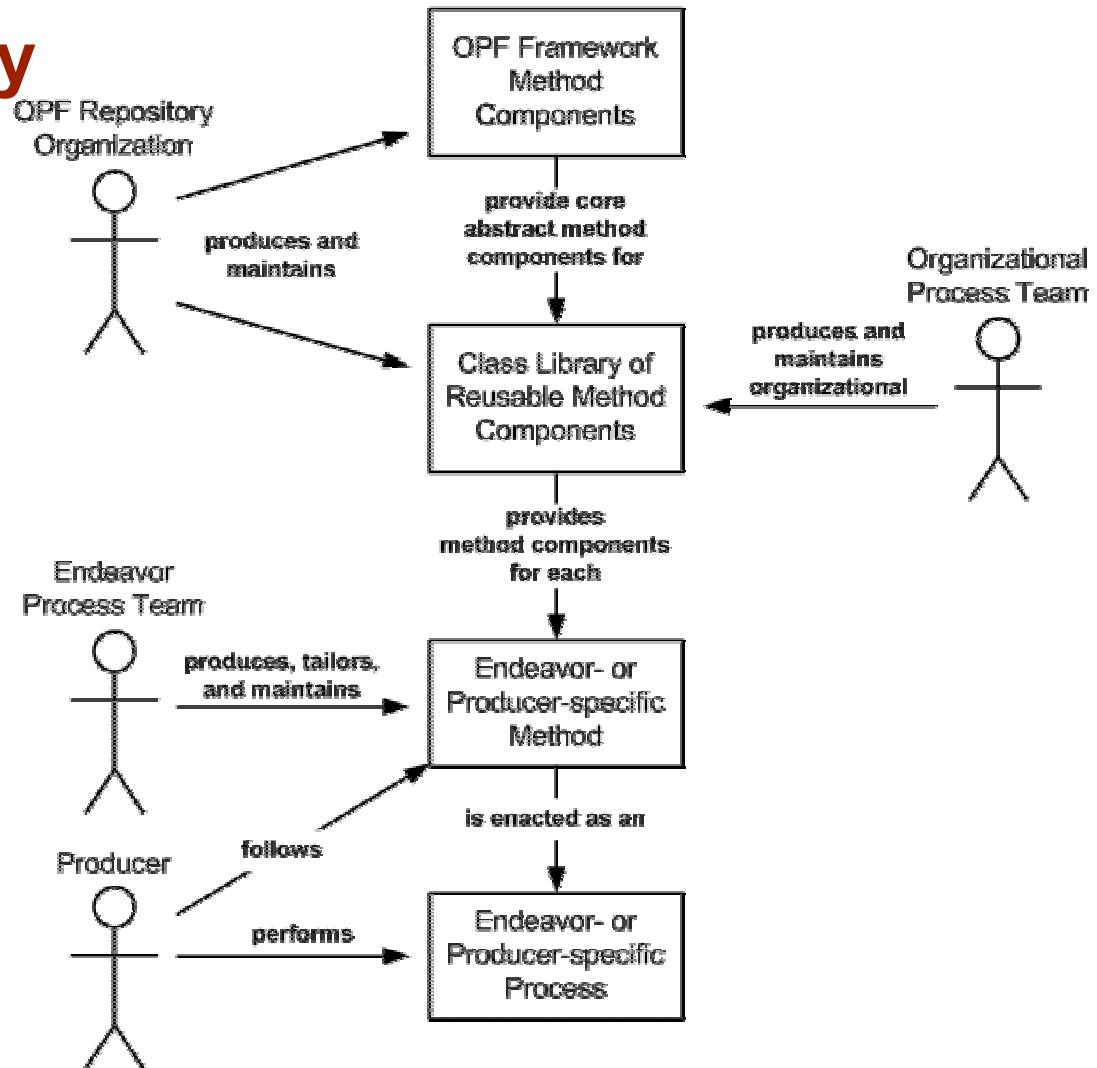 y
OPF Framework
Method
Components
OPF Repository
Organization
provide core
abstract method
components for
produces and
maintains
Organizational
Process Team
produces and
maintains
organizational
Class Library of
Reusable Method
Components
provides
method components
for each
Endeavor
Process Team
produces, tailors,
and maintains
Endeavor- or
Producer-specific
Method
is enacted as an
follows
Producer
performs
Endeavor- or
Producer-specific
Process